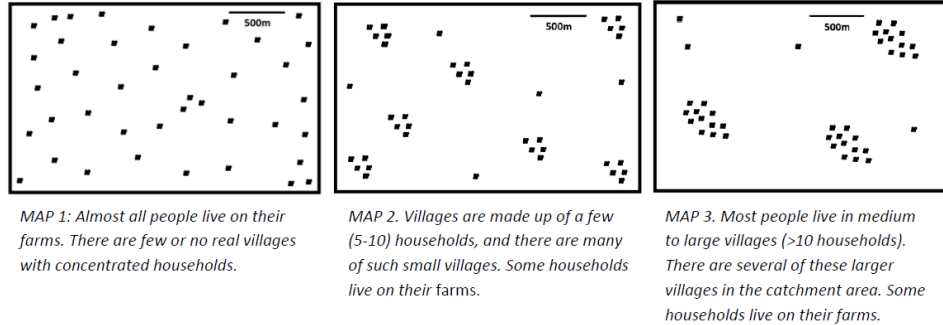 500m
500m
500m
MAP 1: Almost all people live on their
farms. There are few or no real villages
with concentrated households.
MAP 2. Villages are made up of a few
(5-10) households, and there are many
of such small villages. Some households
live on their farms.
MAP 3. Most people live in medium
to large villages (>10 households).
There are several of these larger
villages in the catchment area. Some
households live on their farms.